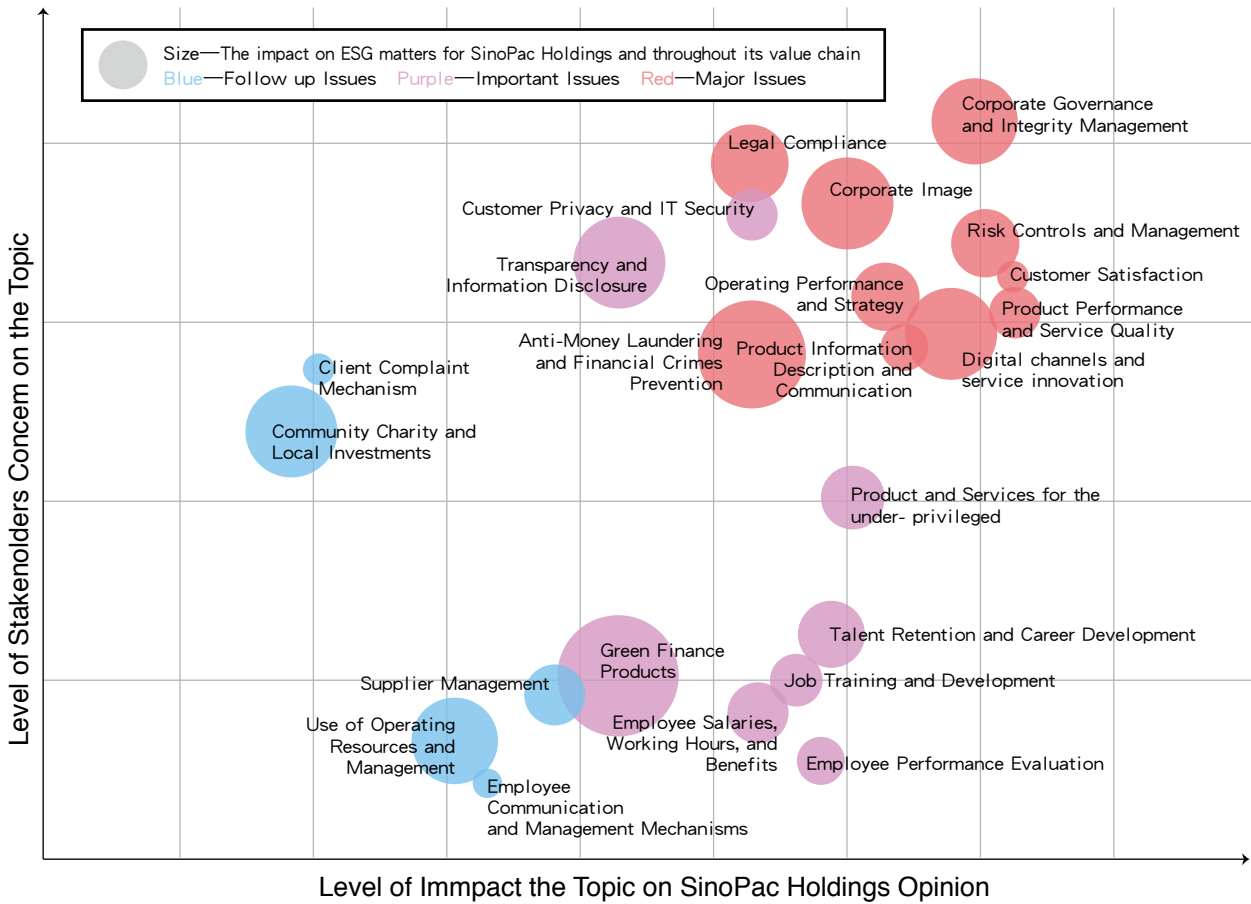 Size—The impact on ESG matters for SinoPac Holdings and throughout its value chain
Blue—Follow up Issues Purple—Important Issues Red—Major Issues
Corporate Governance
and Integrity Management
Legal Compliance
Corporate Image
Customer Privacy and IT Security
Risk Controls and Management
Transparency and
Information Disclosure
Customer Satisfaction
Operating Performance
and Strategy
Product Performance
and Service Quality
Anti-Money Laundering
and Financial Crimes
Prevention
Product Information
Description and
Communication
Digital channels and
service innovation
Client Complaint
Mechanism
Community Charity and
Local Investments
Product and Services for the
under- privileged
Talent Retention and Career Development
Green Finance
Products
Supplier Management
Job Training and Development
Use of Operating
Resources and
Management
Employee Salaries,
Working Hours, and
Benefits
Employee Performance Evaluation
Employee
Communication
and Management Mechanisms
Level of Stakenolders Concem on the Topic
Level of Immpact the Topic on SinoPac Holdings Opinion